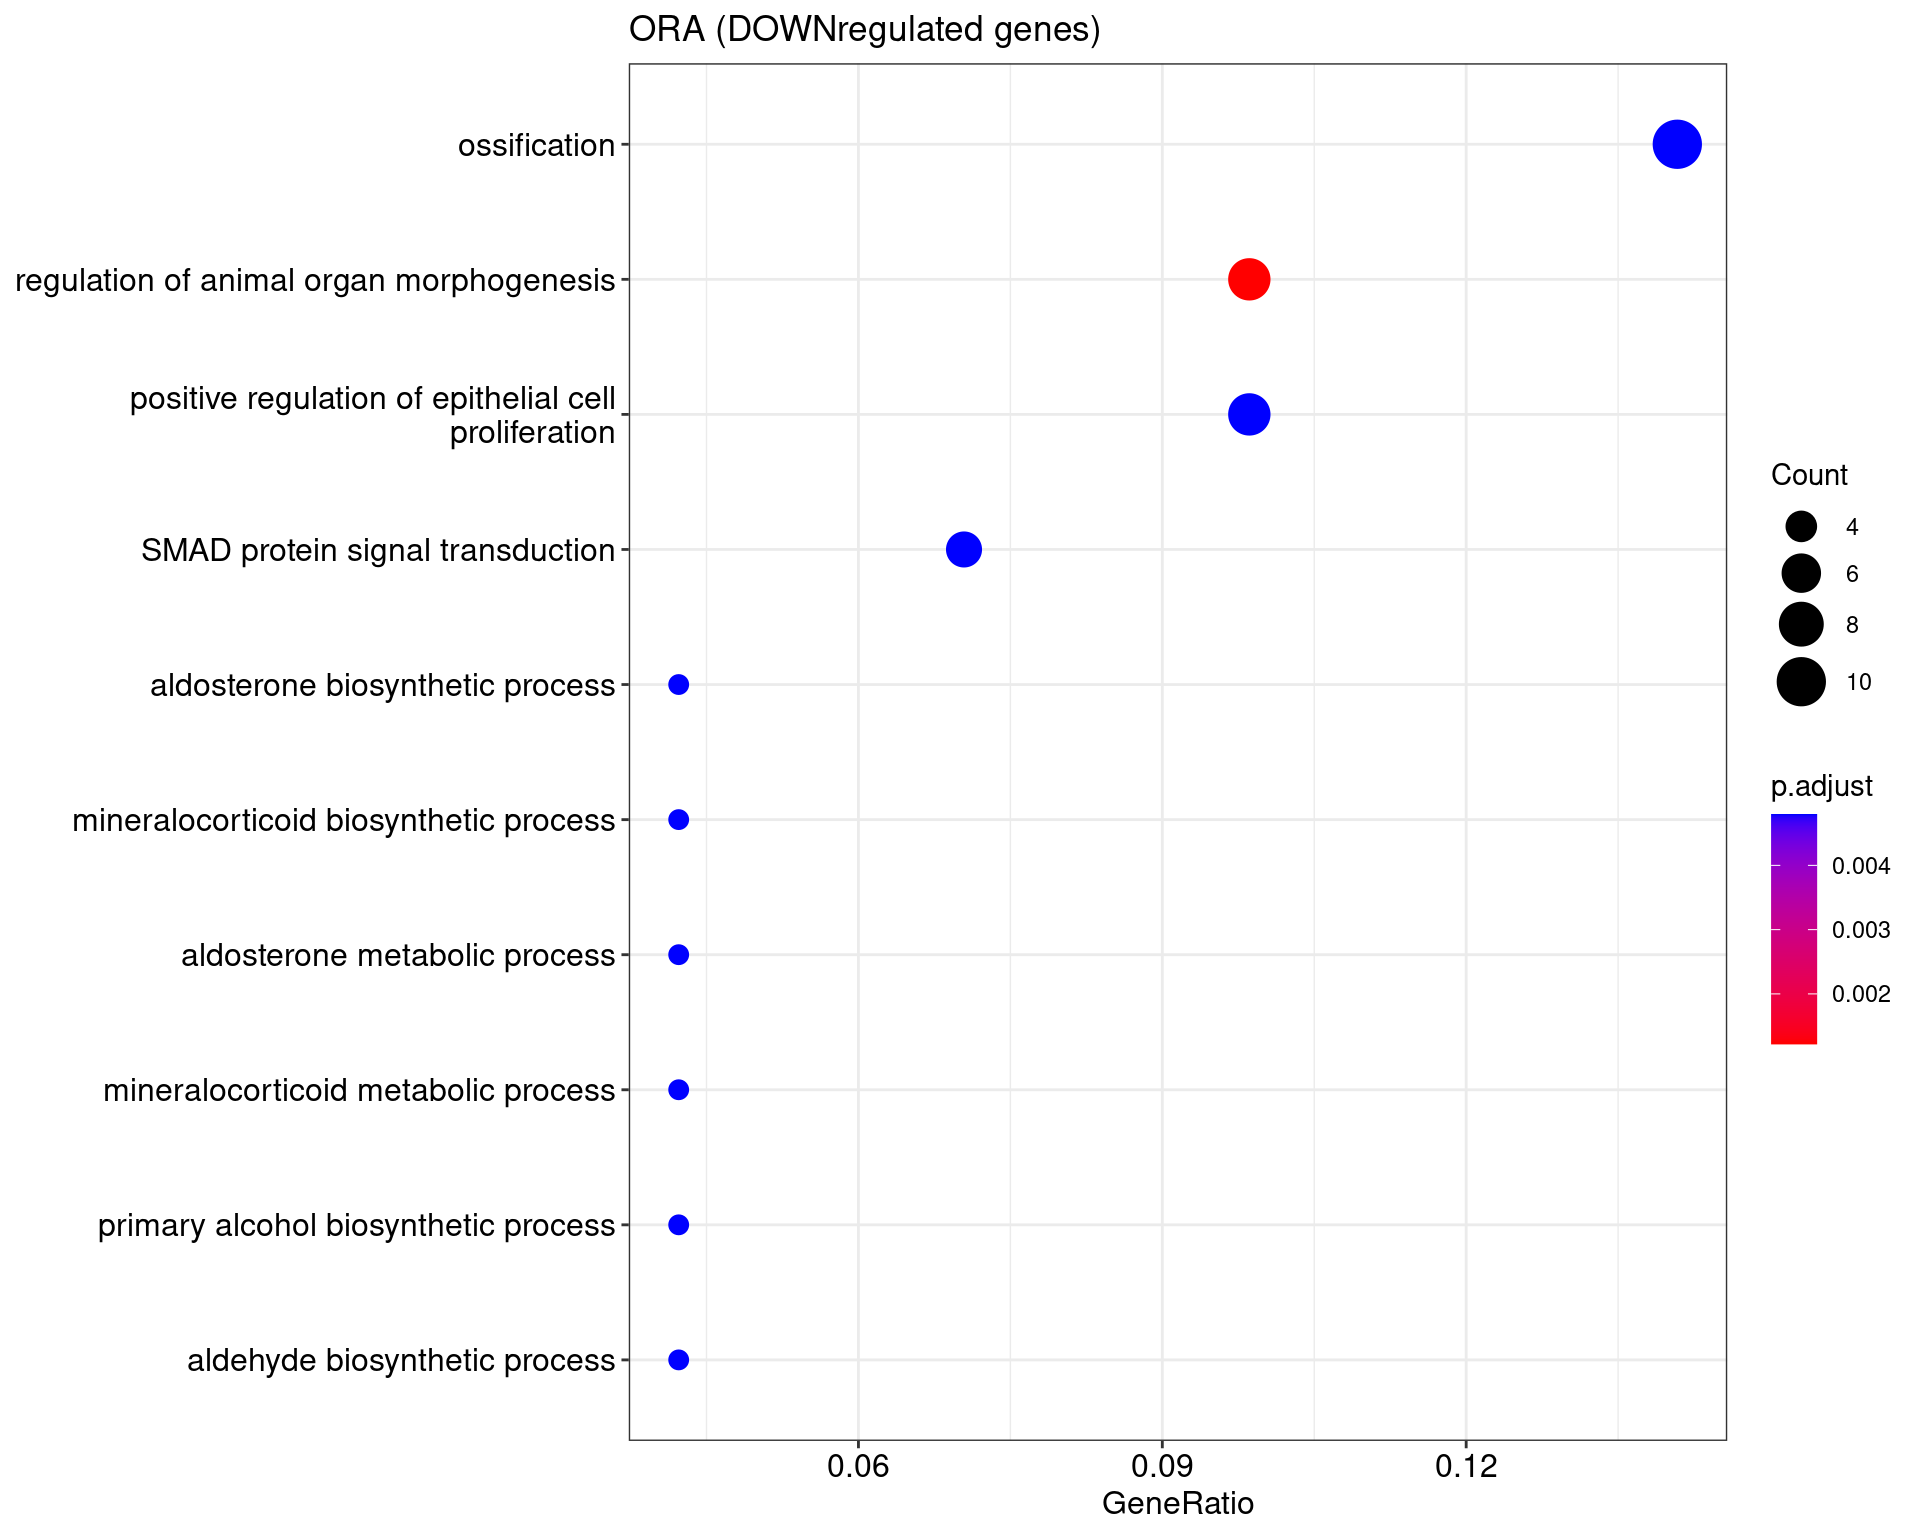 ORA (DOWNregulated genes)
ossification
regulation of animal organ morphogenesis
positive regulation of epithelial cell
proliferation
SMAD protein signal transduction
aldosterone biosynthetic process
mineralocorticoid biosynthetic process
aldosterone metabolic process
mineralocorticoid metabolic process
primary alcohol biosynthetic process
aldehyde biosynthetic process
0.06
0.09
0.12
GeneRatio
Count
4
6
8
10
p.adjust
0.004
0.003
0.002